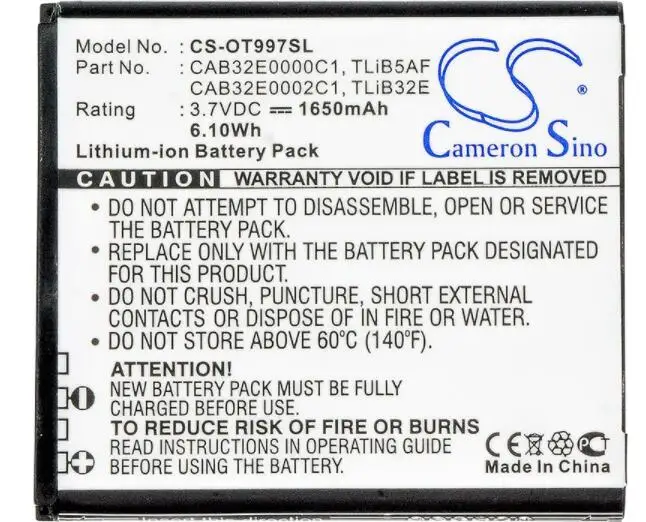 Model No. : CS-OT997SL
Part No. : CAB32E0000C1, TLiB5AF
CAB32E0002C1, TLiB32E
Rating : 3.7VDC ⎓ 1650mAh
6.10Wh
Lithium-ion Battery Pack
CS ®
Cameron Sino
CAUTION WARRANTY VOID IF LABEL IS REMOVED
• DO NOT ATTEMPT TO DISASSEMBLE, OPEN OR SERVICE
THE BATTERY PACK.
• REPLACE ONLY WITH THE BATTERY PACK DESIGNATED
FOR THIS PRODUCT.
• DO NOT CRUSH, PUNCTURE, SHORT EXTERNAL
CONTACTS OR DISPOSE OF IN FIRE OR WATER.
• DO NOT STORE ABOVE 60°C (140°F).
ATTENTION!
NEW BATTERY PACK MUST BE FULLY
CHARGED BEFORE USE.
TO REDUCE RISK OF FIRE OR BURNS
READ INSTRUCTIONS IN OPERATING GUIDE
BEFORE USING THE BATTERY PACK.
CE PCT
Made In China